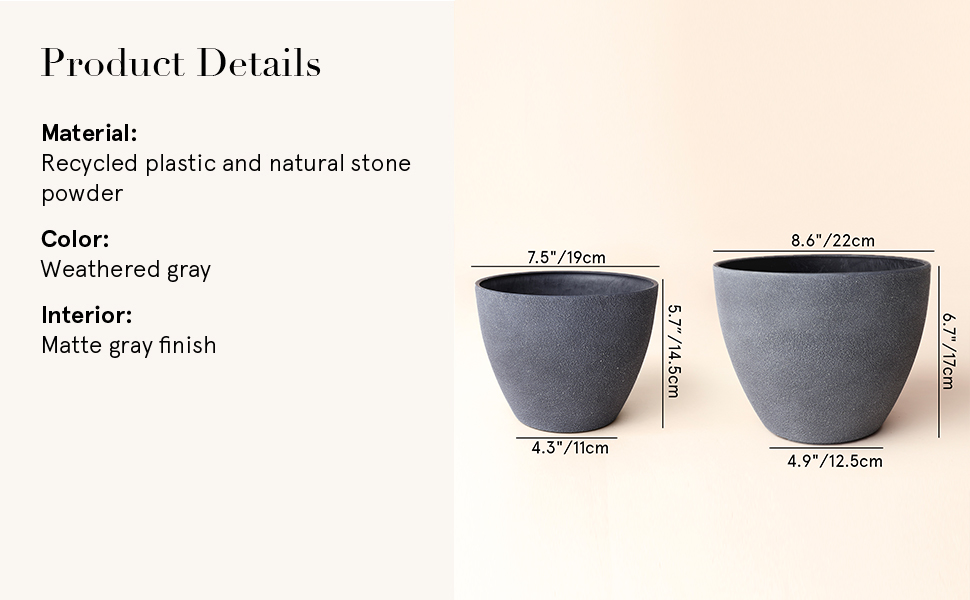 Product Details
Material:
Recycled plastic and natural stone
powder
Color:
Weathered gray
Interior:
Matte gray finish
7.5"/19cm
5.7"/14.5cm
4.3"/11cm
8.6"/22cm
6.7"/17cm
4.9"/12.5cm